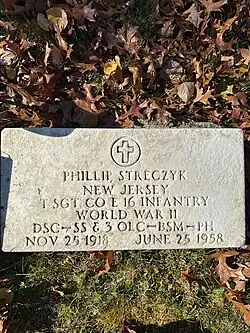 PHILLIP STRECZYK
NEW JERSEY
T SGT CO E 16 INFANTRY
WORLD WAR II
DSC–SS & 3 OLC–BSM–PH
NOV 25 1918 JUNE 25 1958